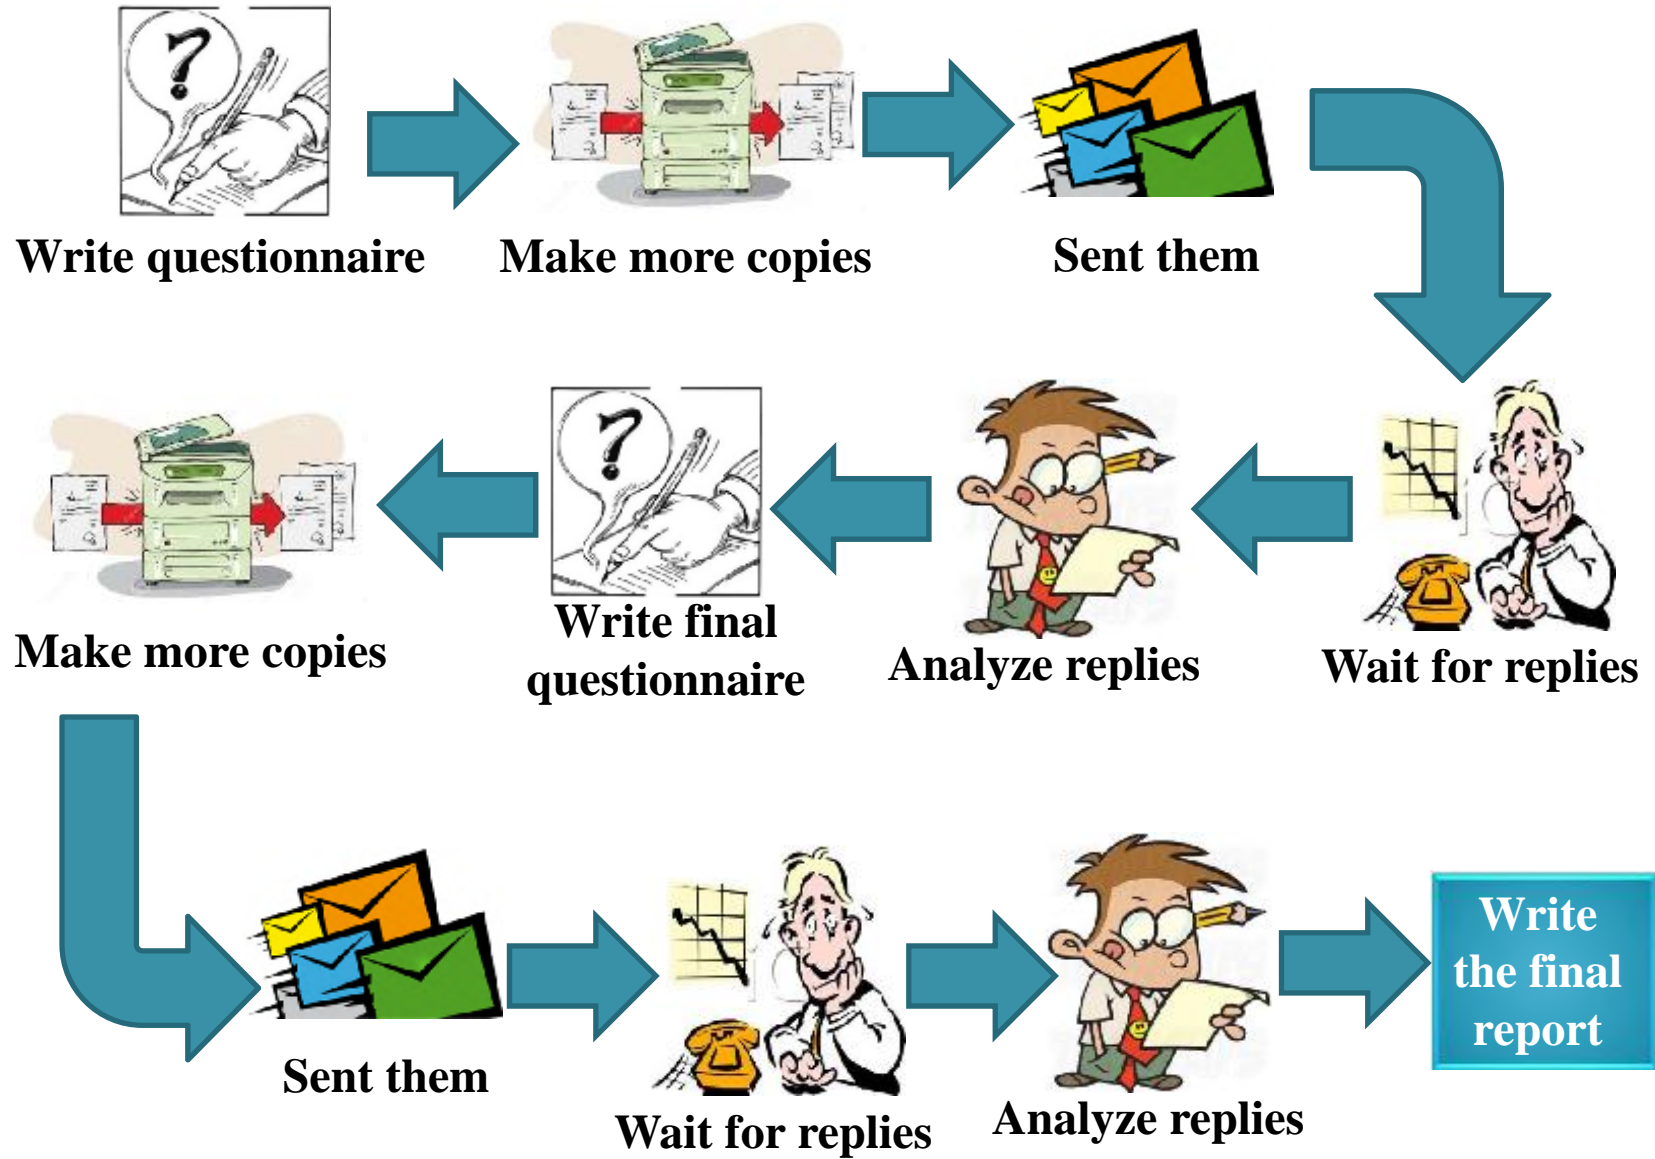 Write questionnaire
Make more copies
Sent them
Wait for replies
Analyze replies
Write final
questionnaire
Make more copies
Sent them
Wait for replies
Analyze replies
Write
the final
report